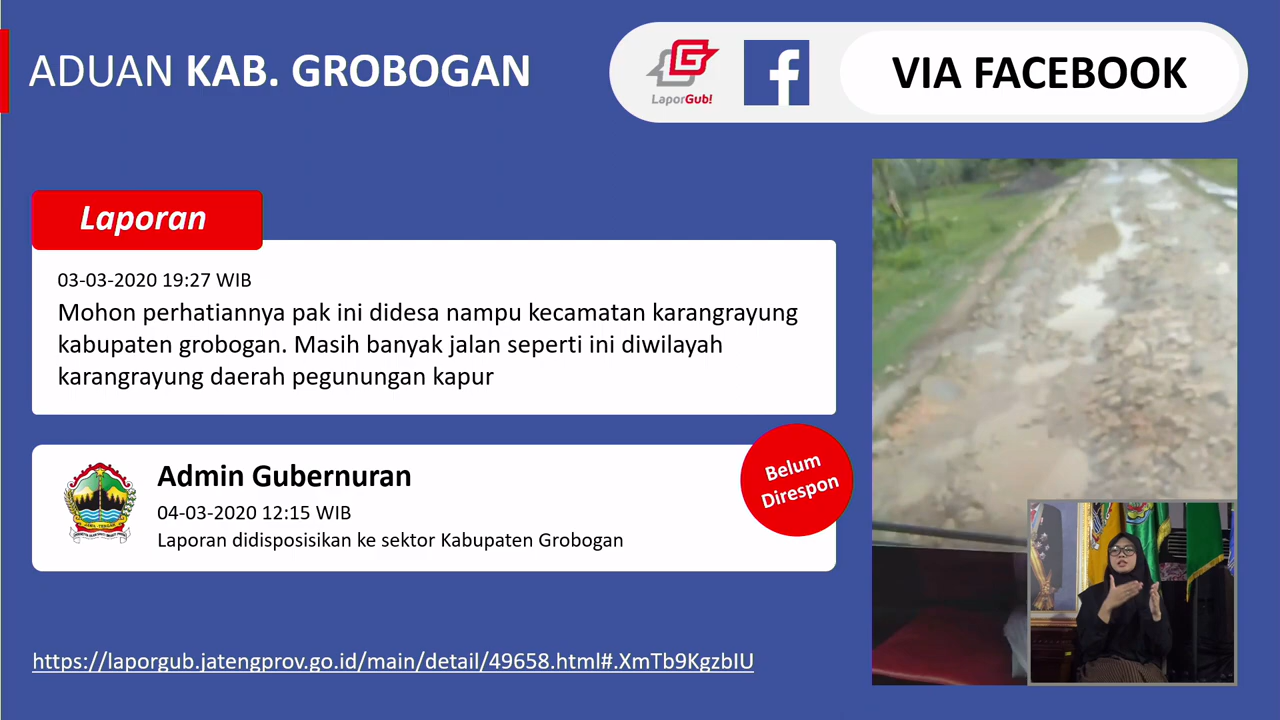 ADUAN KAB. GROBOGAN
LaporGub!
VIA FACEBOOK
Laporan
03-03-2020 19:27 WIB
Mohon perhatiannya pak ini didesa nampu kecamatan karangrayung
kabupaten grobogan. Masih banyak jalan seperti ini diwilayah
karangrayung daerah pegunungan kapur
Belum
Direspon
Admin Gubernuran
04-03-2020 12:15 WIB
Laporan didisposisikan ke sektor Kabupaten Grobogan
https://laporgub.jatengprov.go.id/main/detail/49658.html#.XmTb9KgzbIU